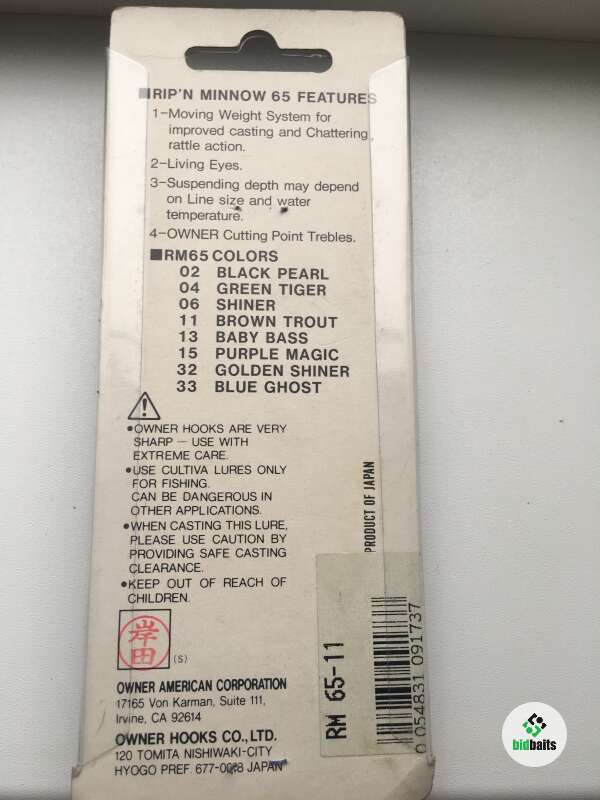 ■RIP'N MINNOW 65 FEATURES
1-Moving Weight System for
improved casting and Chattering
rattle action.
2-Living Eyes.
3-Suspending depth may depend
on Line size and water
temperature.
4-OWNER Cutting Point Trebles.
■RM65 COLORS
02 BLACK PEARL
04 GREEN TIGER
06 SHINER
11 BROWN TROUT
13 BABY BASS
15 PURPLE MAGIC
32 GOLDEN SHINER
33 BLUE GHOST
•OWNER HOOKS ARE VERY
SHARP — USE WITH
EXTREME CARE.
•USE CULTIVA LURES ONLY
FOR FISHING.
CAN BE DANGEROUS IN
OTHER APPLICATIONS.
•WHEN CASTING THIS LURE,
PLEASE USE CAUTION BY
PROVIDING SAFE CASTING
CLEARANCE.
•KEEP OUT OF REACH OF
CHILDREN.
PRODUCT OF JAPAN
岸田
(S)
OWNER AMERICAN CORPORATION
17165 Von Karman, Suite 111,
Irvine, CA 92614
OWNER HOOKS CO., LTD.
120 TOMITA NISHIWAKI-CITY
HYOGO PREF. 677-0018 JAPAN
RM 65-11
0 054831 091737
bidbaits